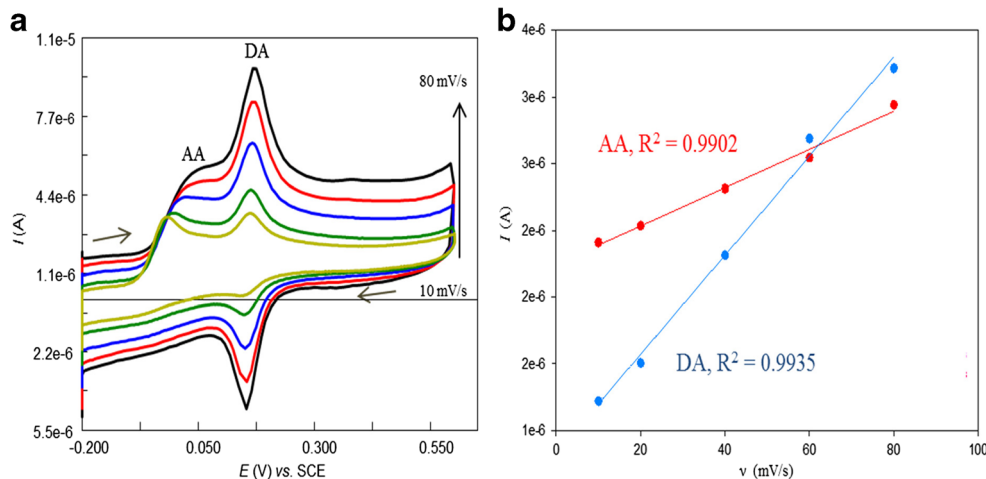 a
1.1e-5
7.7e-6
4.4e-6
1.1e-6
2.2e-6
5.5e-6
I (A)
DA
AA
80 mV/s
10 mV/s
-0.200
0.050
0.300
0.550
E (V) vs. SCE
b
4e-6
3e-6
3e-6
2e-6
2e-6
2e-6
1e-6
I (A)
AA, R² = 0.9902
DA, R² = 0.9935
0
20
40
60
80
100
ν (mV/s)